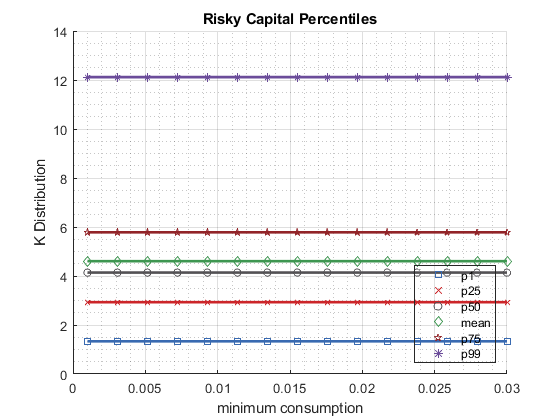 Risky Capital Percentiles
14
12
10
8
6
4
2
0
K Distribution
p1
p25
p50
mean
p75
p99
0 0.005 0.01 0.015 0.02 0.025 0.03
minimum consumption